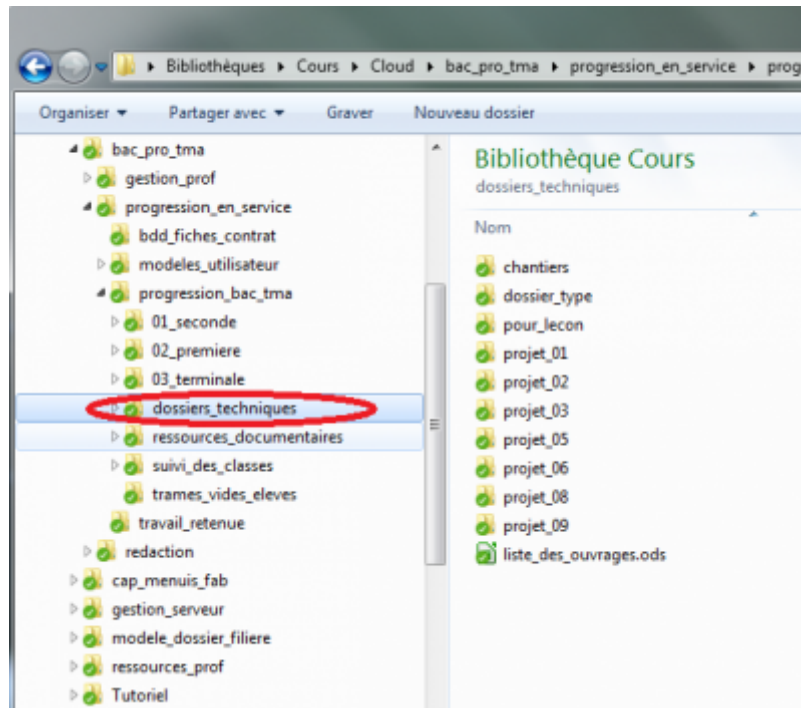 Bibliothèques ▸ Cours ▸ Cloud ▸ bac_pro_tma ▸ progression_en_service ▸ prog
Organiser Partager avec Graver Nouveau dossier
bac_pro_tma
gestion_prof
progression_en_service
bdd_fiches_contrat
modeles_utilisateur
progression_bac_tma
01_seconde
02_premiere
03_terminale
dossiers_techniques
ressources_documentaires
suivi_des_classes
trames_vides_eleves
travail_retenue
redaction
cap_menuis_fab
gestion_serveur
modele_dossier_filiere
ressources_prof
Tutoriel
Bibliothèque Cours
dossiers_techniques
Nom
chantiers
dossier_type
pour_lecon
projet_01
projet_02
projet_03
projet_05
projet_06
projet_08
projet_09
liste_des_ouvrages.ods